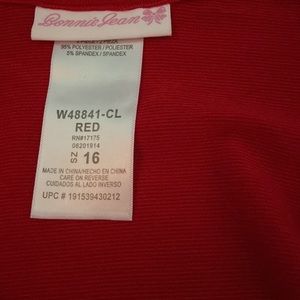 Bonnie Jean
95% POLYESTER / POLIESTER
5% SPANDEX / SPANDEX
W48841-CL
RED
RN#17175
06201914
SZ 16
MADE IN CHINA/HECHO EN CHINA
CARE ON REVERSE
CUIDADOS AL LADO INVERSO
UPC # 191539430212